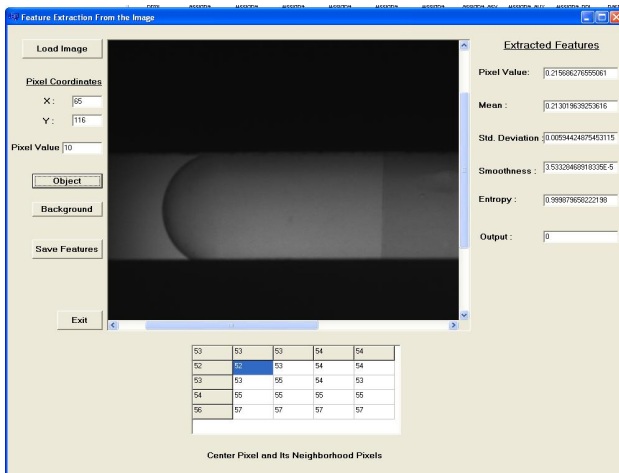 Feature Extraction From the Image
Load Image
Pixel Coordinates
X : 65
Y : 116
Pixel Value 10
Object
Background
Save Features
Exit
Extracted Features
Pixel Value: 0.215686276555061
Mean : 0.213019639253616
Std. Deviation : 0.00594424875453115
Smoothness : 3.53328468918335E-5
Entropy : 0.999879658222198
Output : 0
53 53 53 54 54
52 52 53 54 54
53 53 55 54 53
54 55 55 55 55
56 57 57 57 57
Center Pixel and Its Neighborhood Pixels